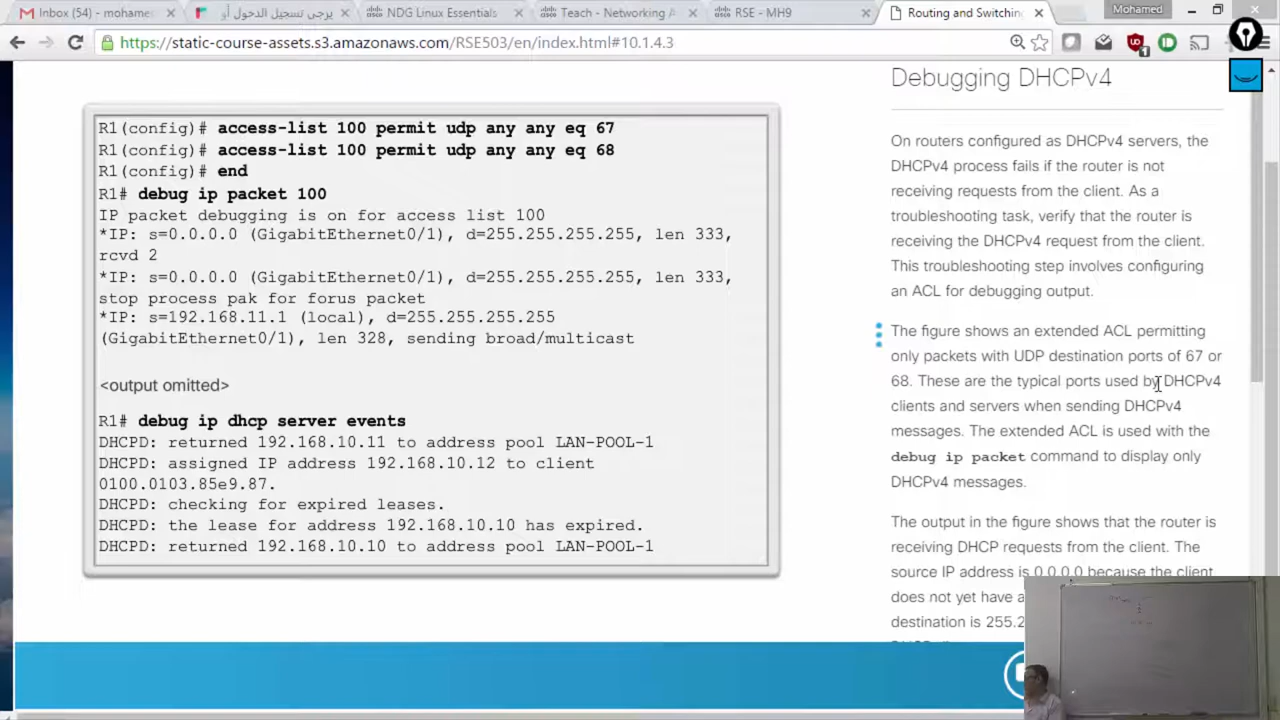 Inbox (54) - mohame
يرجى تسجيل الدخول أو
NDG Linux Essentials
Teach - Networking A
RSE - MH9
Routing and Switchin
Mohamed
https://static-course-assets.s3.amazonaws.com/RSE503/en/index.html#10.1.4.3
R1(config)# access-list 100 permit udp any any eq 67
R1(config)# access-list 100 permit udp any any eq 68
R1(config)# end
R1# debug ip packet 100
IP packet debugging is on for access list 100
*IP: s=0.0.0.0 (GigabitEthernet0/1), d=255.255.255.255, len 333,
rcvd 2
*IP: s=0.0.0.0 (GigabitEthernet0/1), d=255.255.255.255, len 333,
stop process pak for forus packet
*IP: s=192.168.11.1 (local), d=255.255.255.255
(GigabitEthernet0/1), len 328, sending broad/multicast
<output omitted>
R1# debug ip dhcp server events
DHCPD: returned 192.168.10.11 to address pool LAN-POOL-1
DHCPD: assigned IP address 192.168.10.12 to client
0100.0103.85e9.87.
DHCPD: checking for expired leases.
DHCPD: the lease for address 192.168.10.10 has expired.
DHCPD: returned 192.168.10.10 to address pool LAN-POOL-1
Debugging DHCPv4
On routers configured as DHCPv4 servers, the
DHCPv4 process fails if the router is not
receiving requests from the client. As a
troubleshooting task, verify that the router is
receiving the DHCPv4 request from the client.
This troubleshooting step involves configuring
an ACL for debugging output.
The figure shows an extended ACL permitting
only packets with UDP destination ports of 67 or
68. These are the typical ports used by DHCPv4
clients and servers when sending DHCPv4
messages. The extended ACL is used with the
debug ip packet command to display only
DHCPv4 messages.
The output in the figure shows that the router is
receiving DHCP requests from the client. The
source IP address is 0.0.0.0 because the client
does not yet have a
destination is 255.2